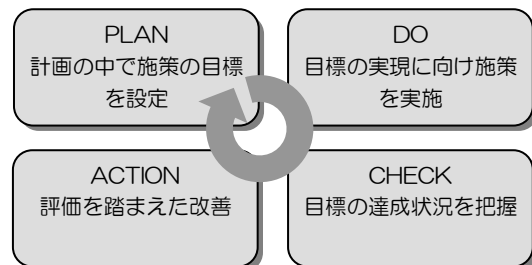 PLAN
計画の中で施策の目標
を設定
DO
目標の実現に向け施策
を実施
ACTION
評価を踏まえた改善
CHECK
目標の達成状況を把握